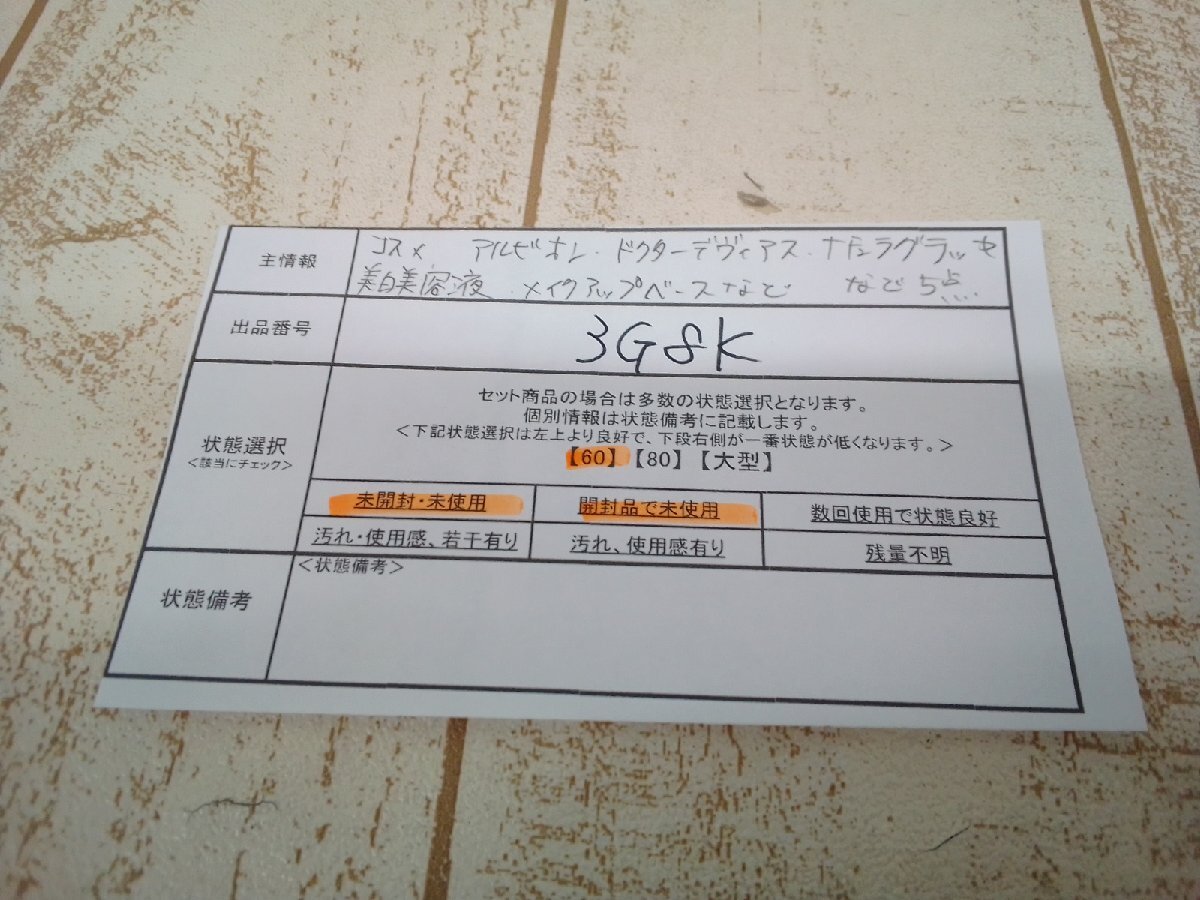 主情報
コスメ アルビオレ・ドクターデヴィアス・ナチュラグラッセ
美白美容液 メイクアップベースなど など5点
出品番号
3G8K
状態選択
<該当にチェック>
セット商品の場合は多数の状態選択となります。
個別情報は状態備考に記載します。
<下記状態選択は左上より良好で、下段右側が一番状態が低くなります。>
【60】【80】【大型】
未開封・未使用 開封品で未使用 数回使用で状態良好
汚れ・使用感、若干有り 汚れ、使用感有り 残量不明
状態備考
<状態備考>